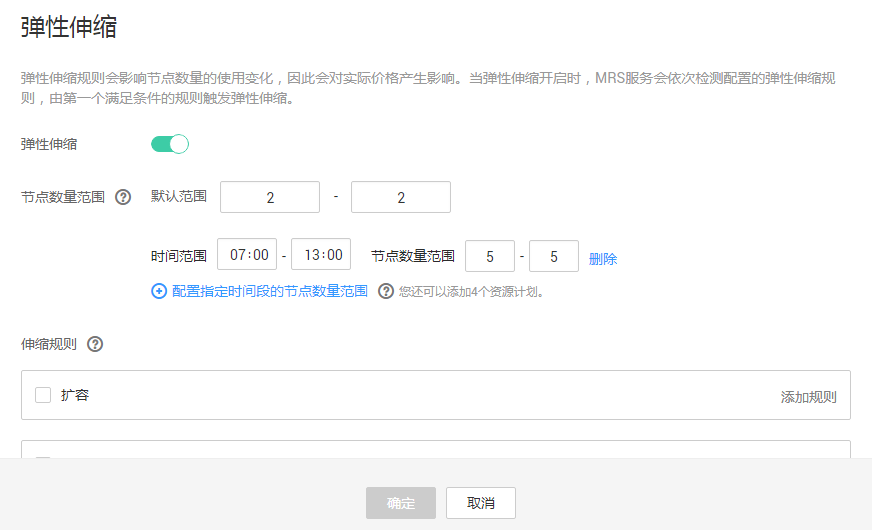 弹性伸缩
弹性伸缩规则会影响节点数量的使用变化，因此会对实际价格产生影响。当弹性伸缩开启时，MRS服务会依次检测配置的弹性伸缩规
则，由第一个满足条件的规则触发弹性伸缩。
弹性伸缩
节点数量范围 ? 默认范围 2 - 2
时间范围 07:00 - 13:00 节点数量范围 5 - 5 删除
配置指定时间段的节点数量范围 ? 您还可以添加4个资源计划。
伸缩规则 ?
扩容 添加规则
确定 取消